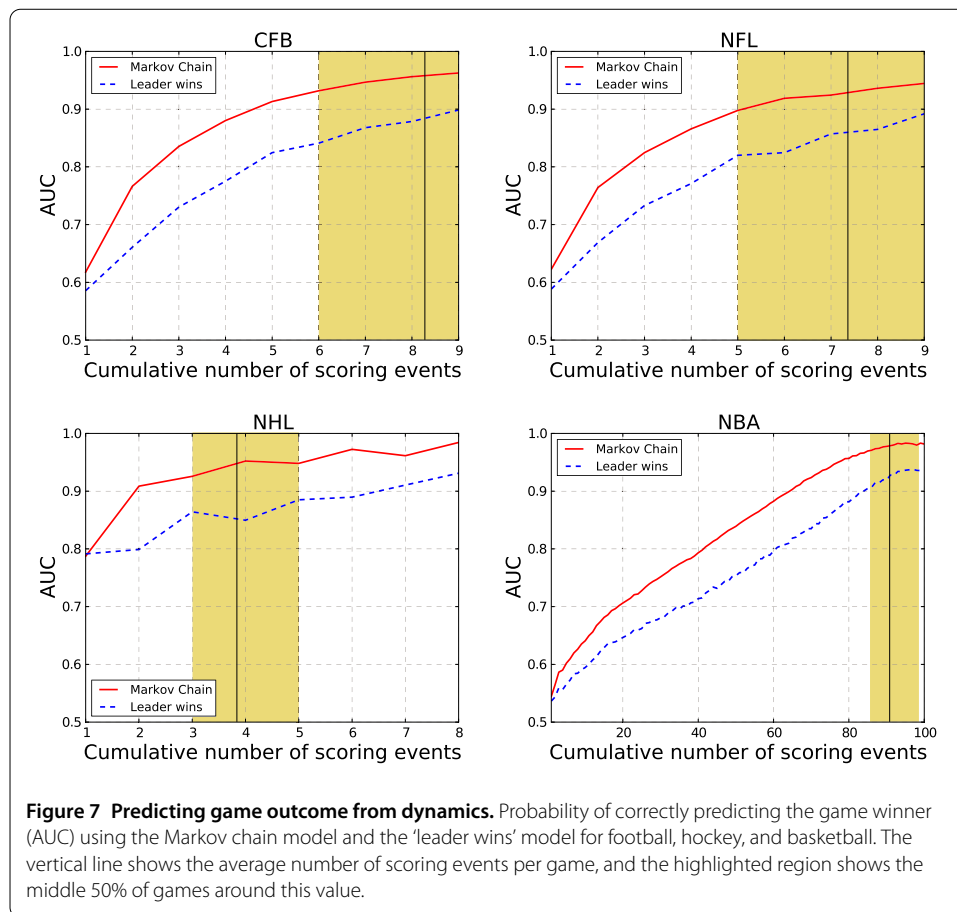 CFB
1.0
0.9
0.8
0.7
0.6
0.5
AUC
Markov Chain
Leader wins
1 2 3 4 5 6 7 8 9
Cumulative number of scoring events
NFL
1.0
0.9
0.8
0.7
0.6
0.5
AUC
Markov Chain
Leader wins
1 2 3 4 5 6 7 8 9
Cumulative number of scoring events
NHL
1.0
0.9
0.8
0.7
0.6
0.5
AUC
Markov Chain
Leader wins
1 2 3 4 5 6 7 8
Cumulative number of scoring events
NBA
1.0
0.9
0.8
0.7
0.6
0.5
AUC
Markov Chain
Leader wins
20 40 60 80 100
Cumulative number of scoring events
Figure 7 Predicting game outcome from dynamics. Probability of correctly predicting the game winner
(AUC) using the Markov chain model and the ‘leader wins’ model for football, hockey, and basketball. The
vertical line shows the average number of scoring events per game, and the highlighted region shows the
middle 50% of games around this value.